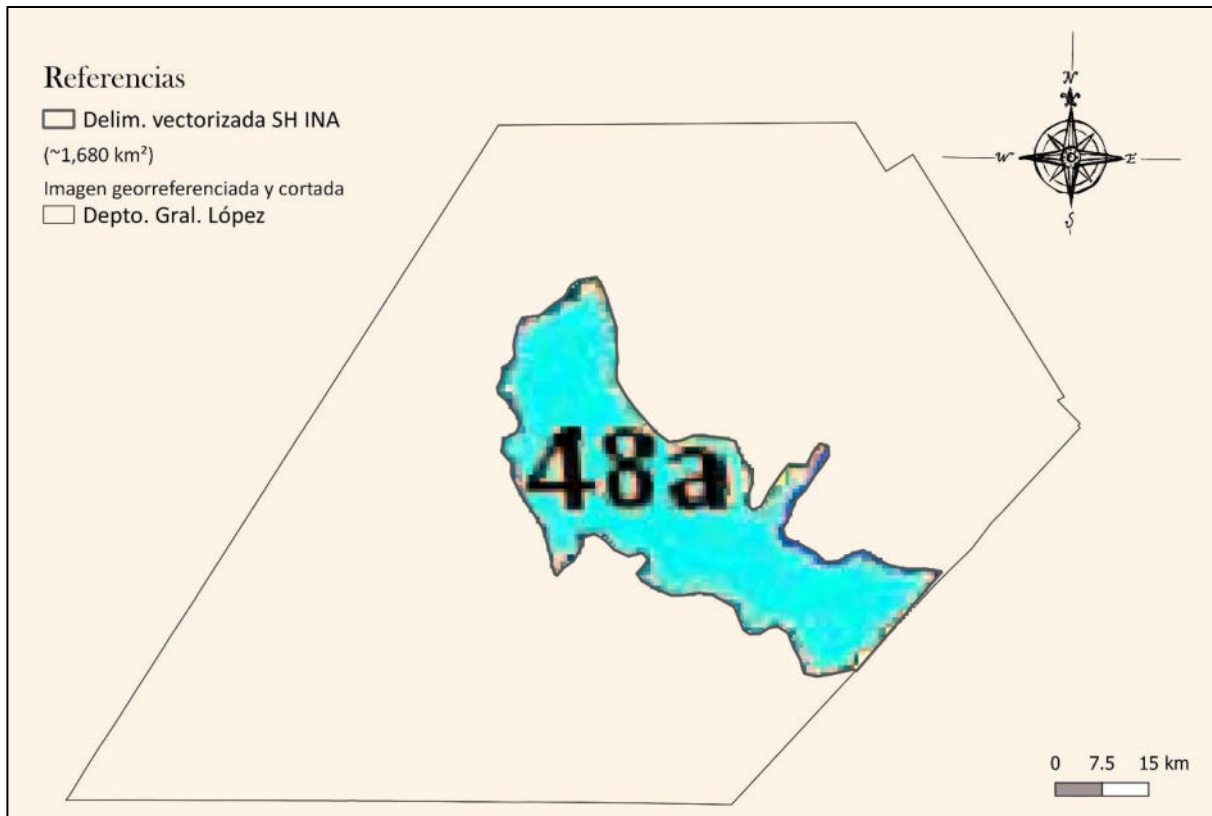 Referencias
Delim. vectorizada SH INA
(~1,680 km²)
Imagen georreferenciada y cortada
Depto. Gral. López
N
W
E
S
48a
0 7.5 15 km